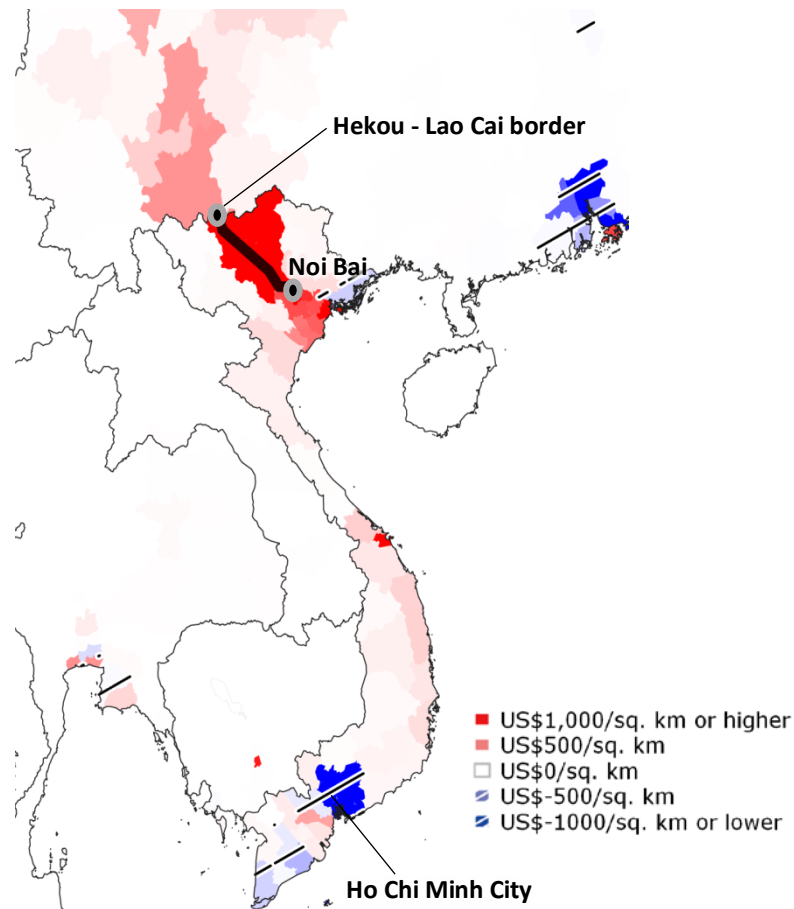 Hekou - Lao Cai border
Noi Bai
US$1,000/sq. km or higher
US$500/sq. km
US$0/sq. km
US$-500/sq. km
US$-1000/sq. km or lower
Ho Chi Minh City